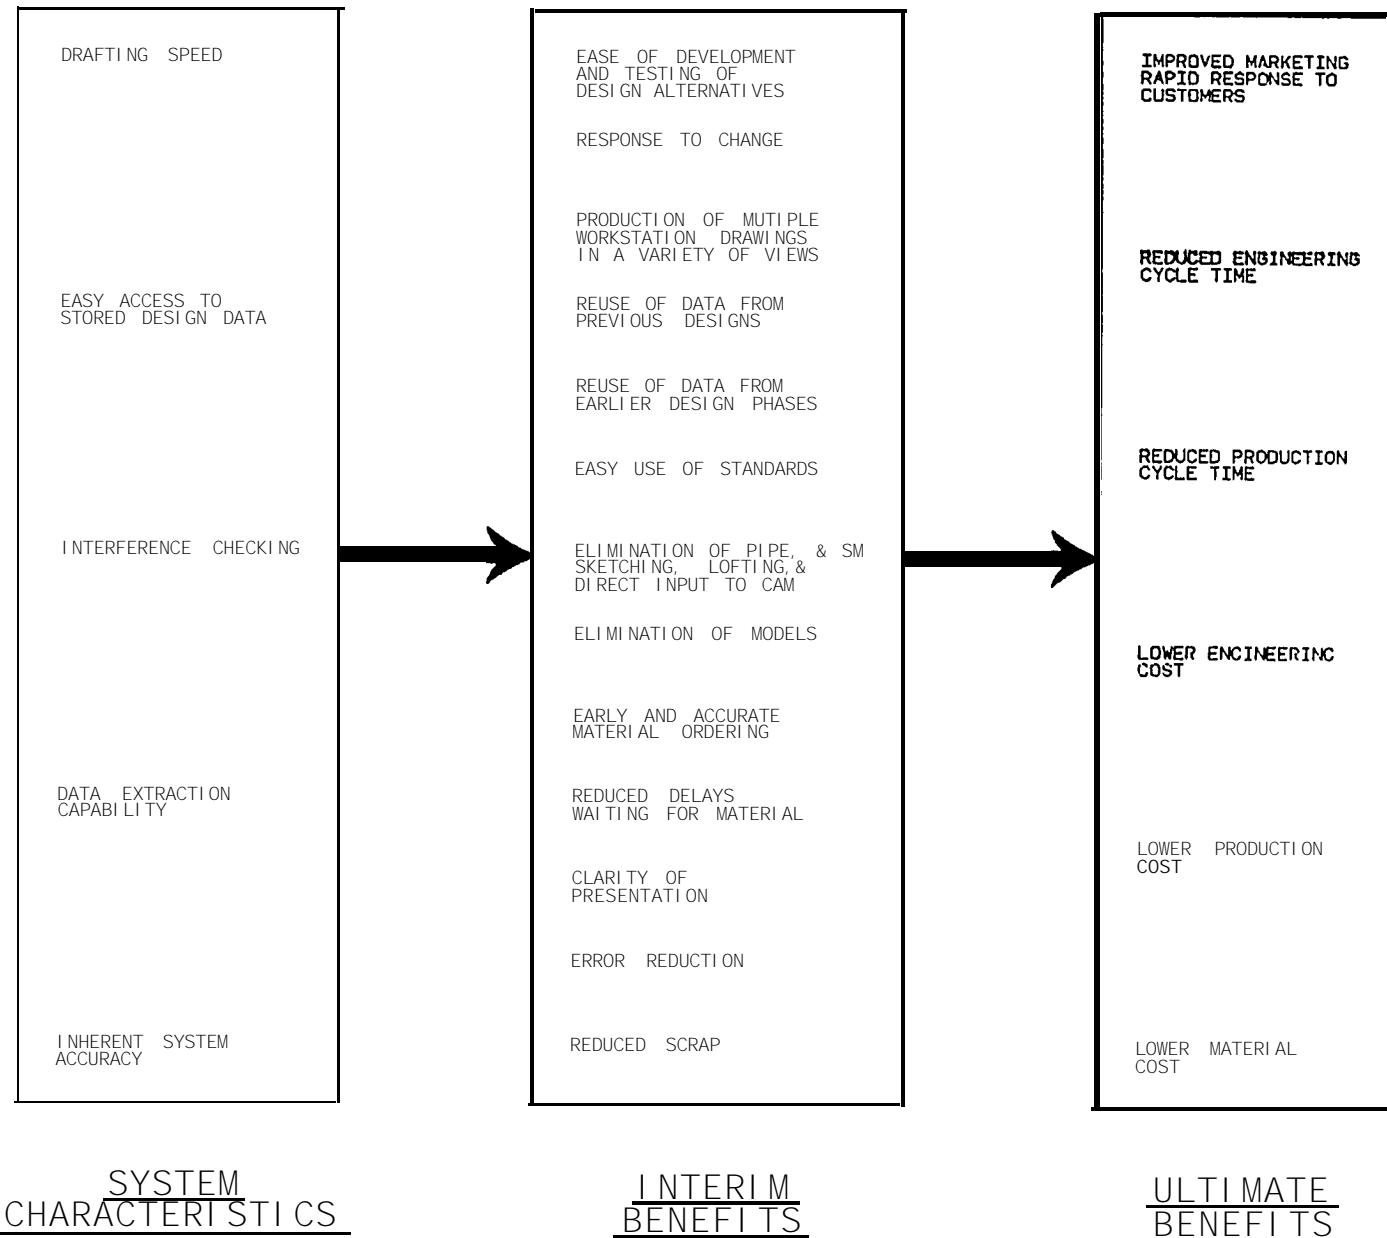 DRAFTING SPEED
EASY ACCESS TO
STORED DESIGN DATA
INTERFERENCE CHECKING
DATA EXTRACTION
CAPABILITY
INHERENT SYSTEM
ACCURACY
SYSTEM
CHARACTERISTICS
EASE OF DEVELOPMENT
AND TESTING OF
DESIGN ALTERNATIVES
RESPONSE TO CHANGE
PRODUCTION OF MUTIPLE
WORKSTATION DRAWINGS
IN A VARIETY OF VIEWS
REUSE OF DATA FROM
PREVIOUS DESIGNS
REUSE OF DATA FROM
EARLIER DESIGN PHASES
EASY USE OF STANDARDS
ELIMINATION OF PIPE, & SM
SKETCHING, LOFTING, &
DIRECT INPUT TO CAM
ELIMINATION OF MODELS
EARLY AND ACCURATE
MATERIAL ORDERING
REDUCED DELAYS
WAITING FOR MATERIAL
CLARITY OF
PRESENTATION
ERROR REDUCTION
REDUCED SCRAP
INTERIM
BENEFITS
IMPROVED MARKETING
RAPID RESPONSE TO
CUSTOMERS
REDUCED ENGINEERING
CYCLE TIME
REDUCED PRODUCTION
CYCLE TIME
LOWER ENGINEERING
COST
LOWER PRODUCTION
COST
LOWER MATERIAL
COST
ULTIMATE
BENEFITS